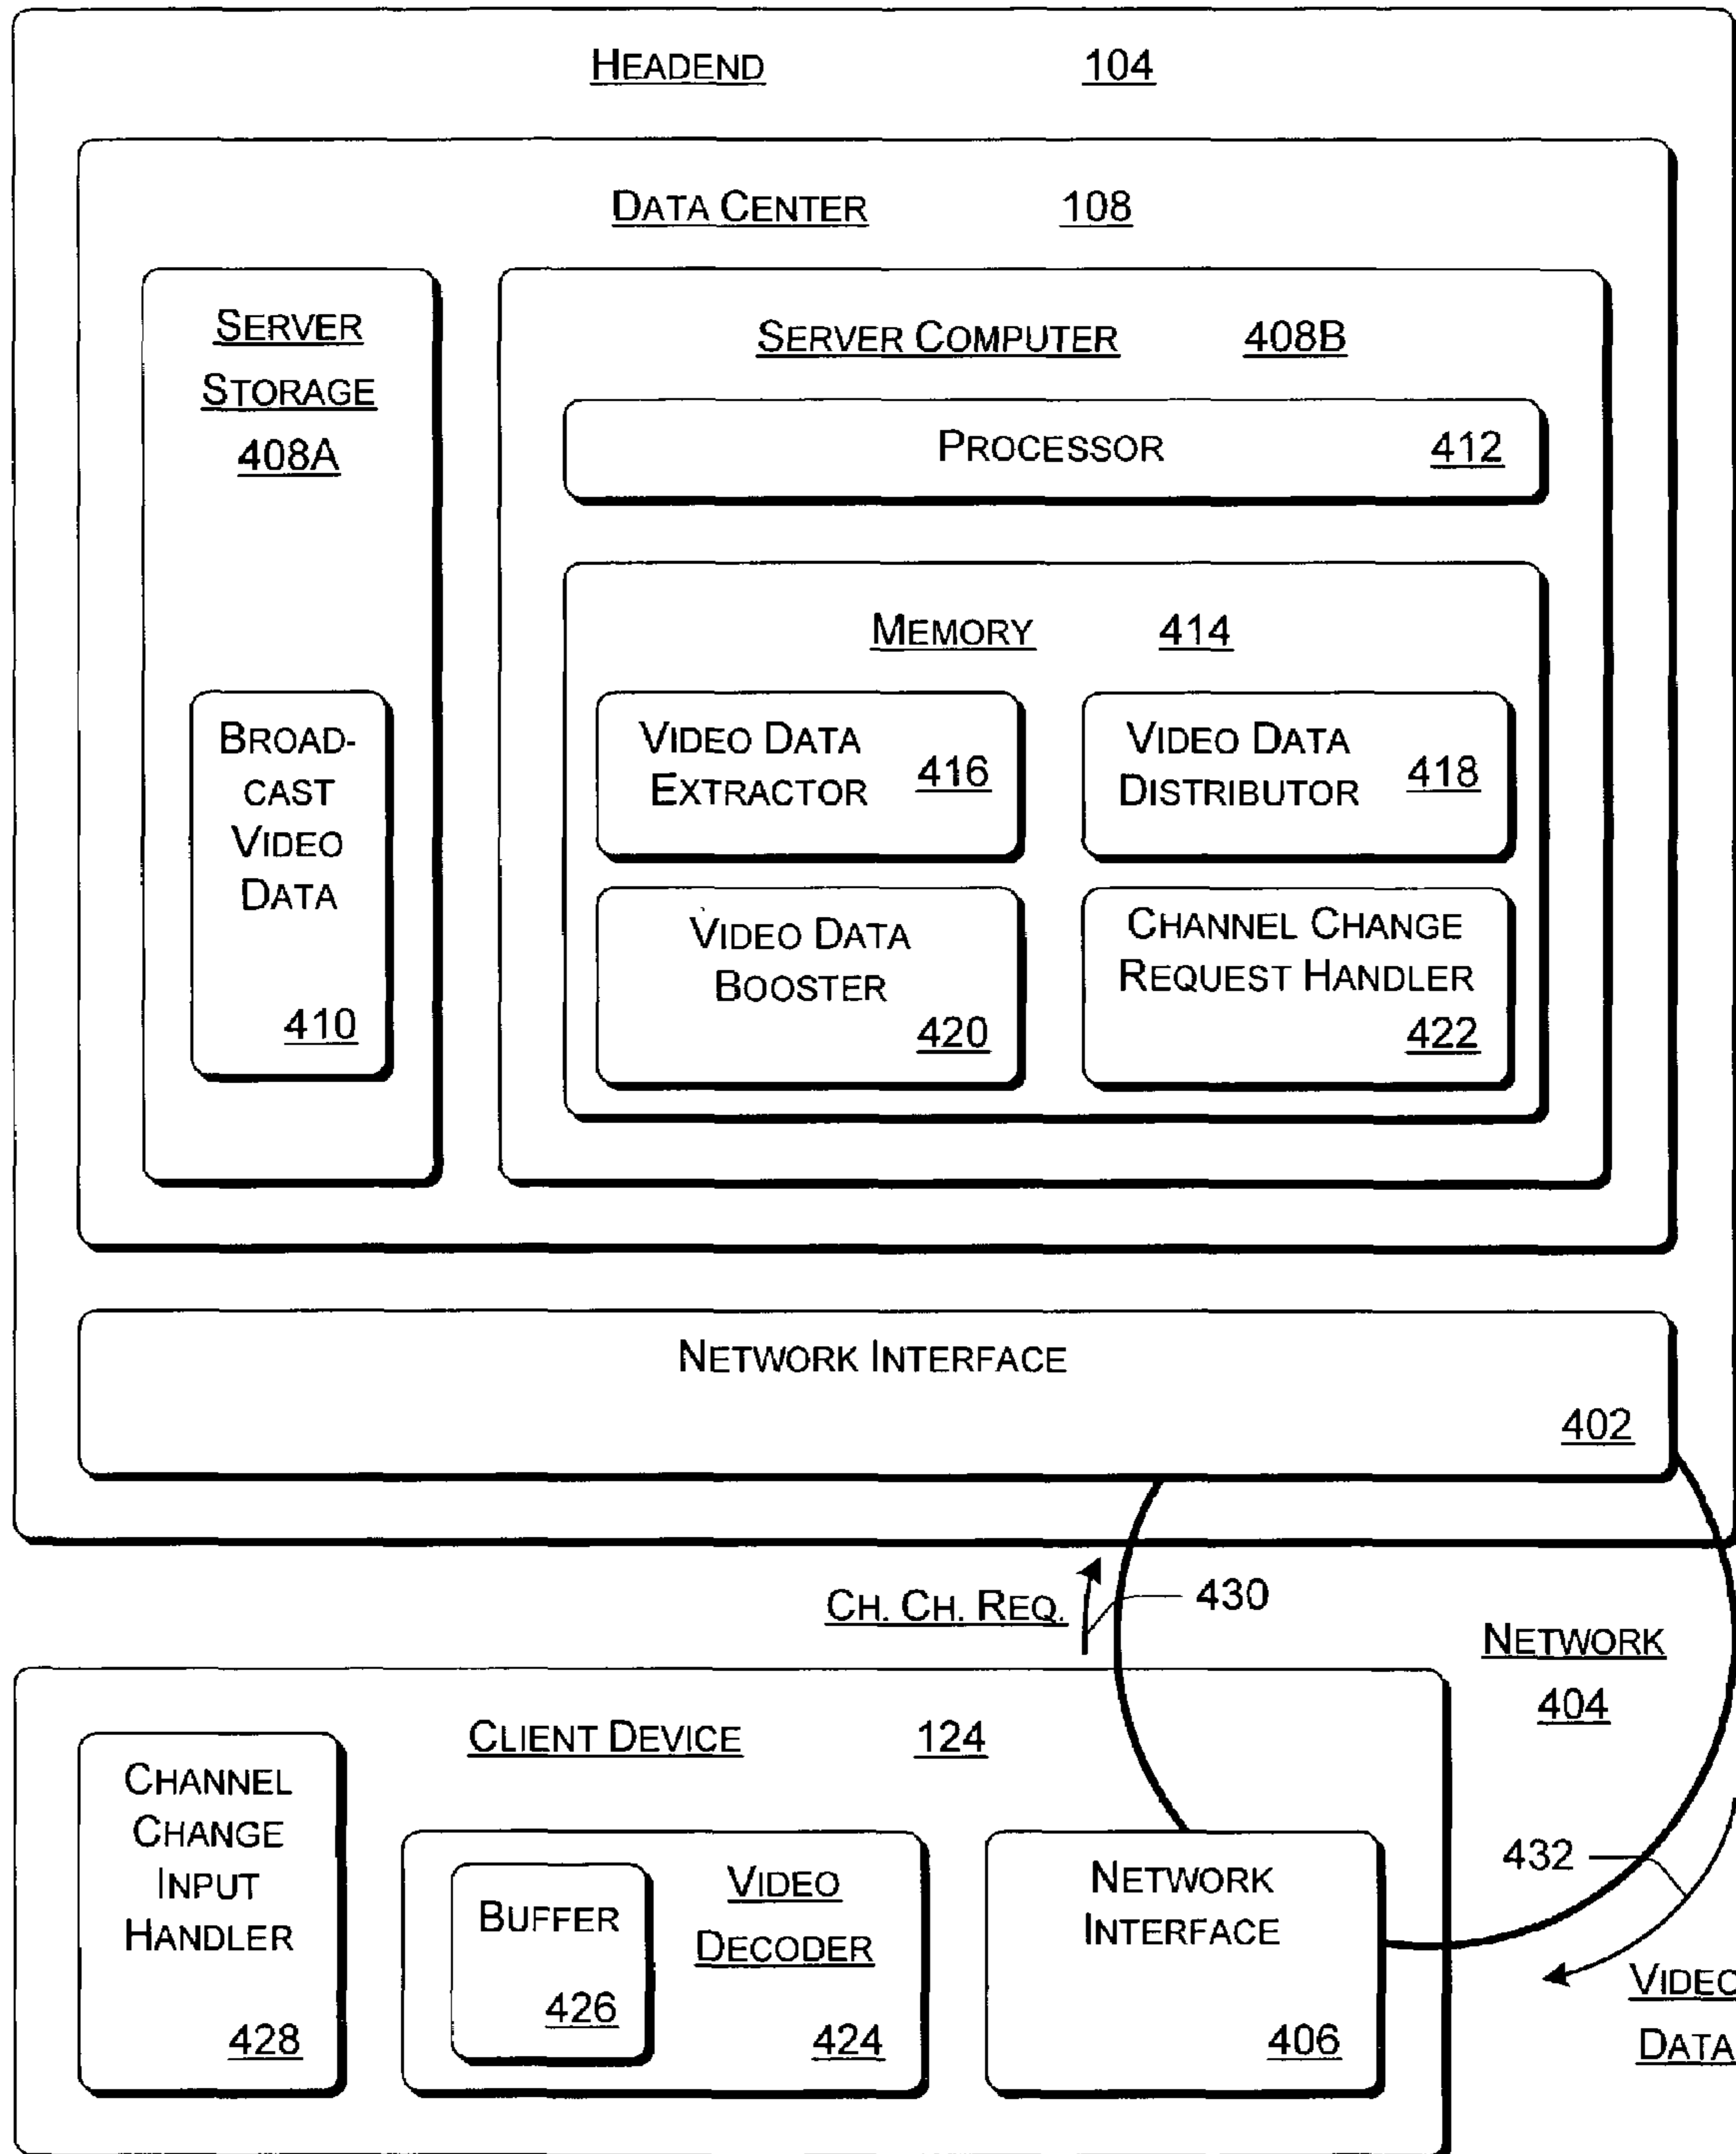 HEADEND 104
DATA CENTER 108
SERVER
STORAGE
408A
BROAD-
CAST
VIDEO
DATA
410
SERVER COMPUTER 408B
PROCESSOR 412
MEMORY 414
VIDEO DATA
EXTRACTOR
416
VIDEO DATA
DISTRIBUTOR
418
VIDEO DATA
BOOSTER
420
CHANNEL CHANGE
REQUEST HANDLER
422
NETWORK INTERFACE
402
CH. CH. REQ.
430
NETWORK
404
CLIENT DEVICE 124
CHANNEL
CHANGE
INPUT
HANDLER
428
BUFFER
426
VIDEO
DECODER
424
NETWORK
INTERFACE
406
432
VIDEO
DATA